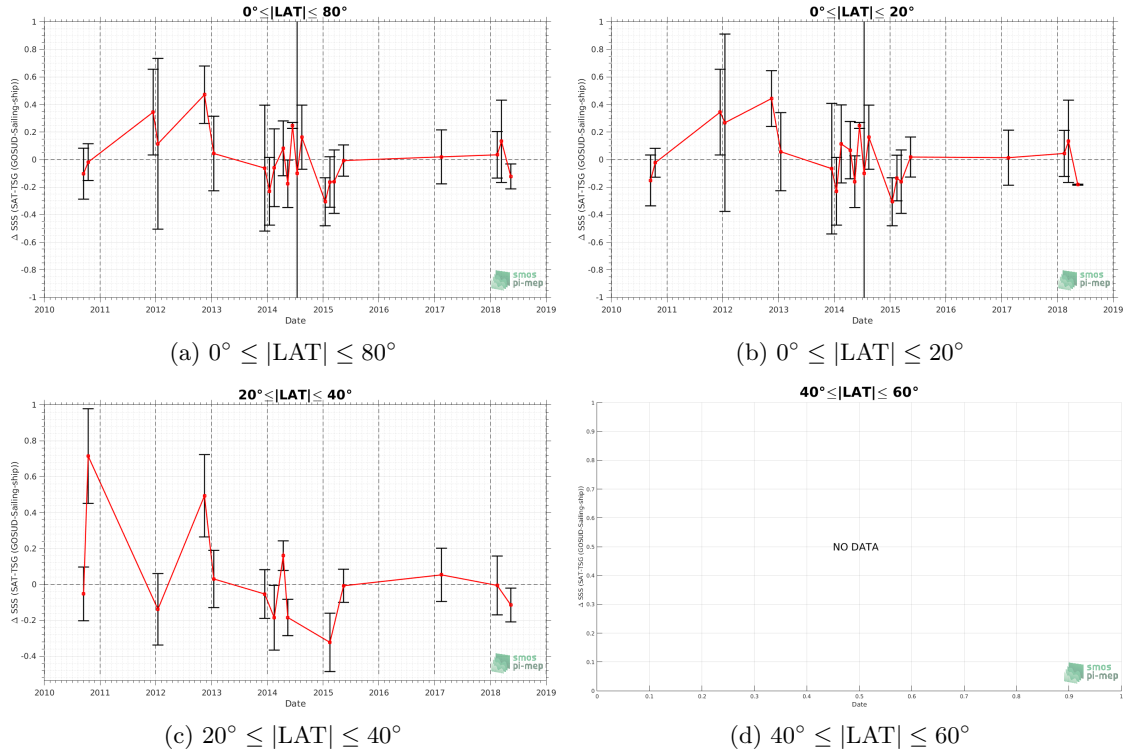 0°≤|LAT|≤ 80°
Δ SSS (SAT-TSG (GOSUD-Sailing-ship))
1
0.8
0.6
0.4
0.2
0
-0.2
-0.4
-0.6
-0.8
-1
2010 2011 2012 2013 2014 2015 2016 2017 2018 2019
Date
smos
pi-mep
(a) 0° ≤ |LAT| ≤ 80°
0°≤|LAT|≤ 20°
Δ SSS (SAT-TSG (GOSUD-Sailing-ship))
1
0.8
0.6
0.4
0.2
0
-0.2
-0.4
-0.6
-0.8
-1
2010 2011 2012 2013 2014 2015 2016 2017 2018 2019
Date
smos
pi-mep
(b) 0° ≤ |LAT| ≤ 20°
20°≤|LAT|≤ 40°
Δ SSS (SAT-TSG (GOSUD-Sailing-ship))
1
0.8
0.6
0.4
0.2
0
-0.2
-0.4
2010 2011 2012 2013 2014 2015 2016 2017 2018 2019
Date
smos
pi-mep
(c) 20° ≤ |LAT| ≤ 40°
40°≤|LAT|≤ 60°
Δ SSS (SAT-TSG (GOSUD-Sailing-ship))
1
0.9
0.8
0.7
0.6
0.5
0.4
0.3
0.2
0.1
0
NO DATA
0 0.1 0.2 0.3 0.4 0.5 0.6 0.7 0.8 0.9 1
Date
smos
pi-mep
(d) 40° ≤ |LAT| ≤ 60°